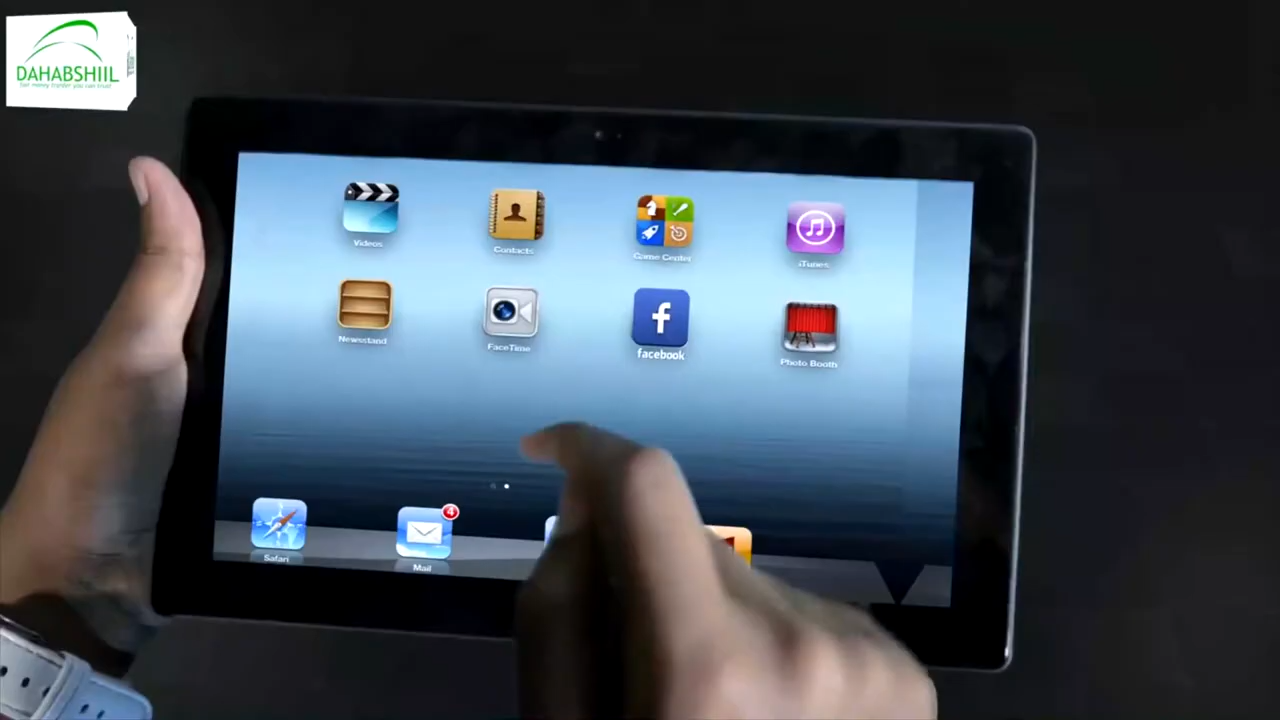 DAHABSHIIL
Videos
Contacts
Game Center
iTunes
Newsstand
FaceTime
f
facebook
Photo Booth
4
Safari
Mail